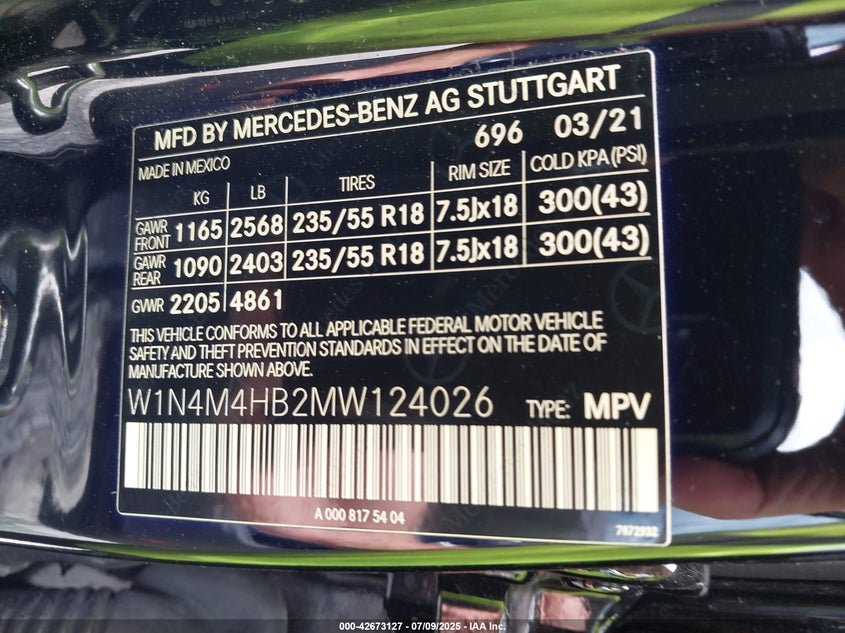 MFD BY MERCEDES-BENZ AG STUTTGART
MADE IN MEXICO 696 03/21
KG LB TIRES RIM SIZE COLD KPA (PSI)
GAWR FRONT 1165 2568 235/55 R18 7.5Jx18 300(43)
GAWR REAR 1090 2403 235/55 R18 7.5Jx18 300(43)
GVWR 2205 4861
THIS VEHICLE CONFORMS TO ALL APPLICABLE FEDERAL MOTOR VEHICLE
SAFETY AND THEFT PREVENTION STANDARDS IN EFFECT ON THE DATE OF
MANUFACTURE SHOWN ABOVE.
W1N4M4HB2MW124026 TYPE: MPV
A 000 817 54 04
7872932
000-42673127 - 07/09/2025 - IAA Inc.